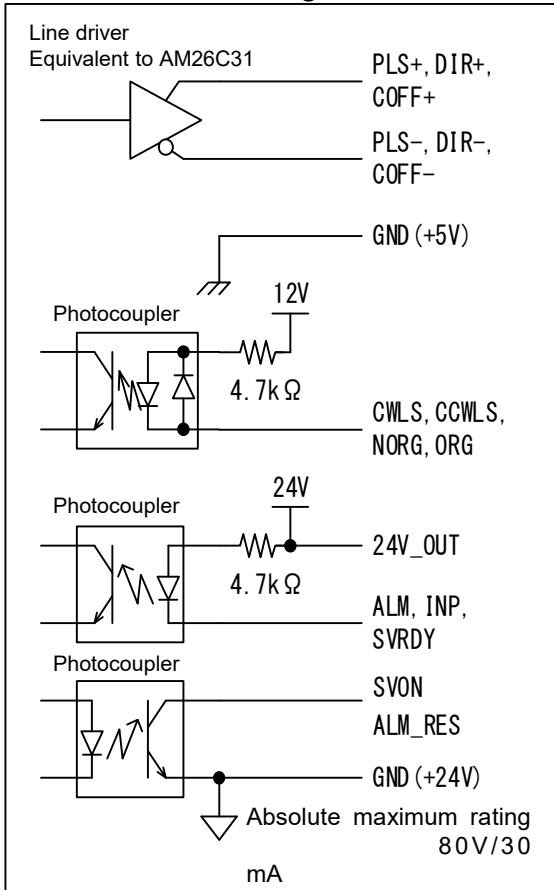 Line driver
Equivalent to AM26C31
PLS+, DIR+,
COFF+
PLS−, DIR−,
COFF−
GND(+5V)
12V
Photocoupler
4.7kΩ
CWLS, CCWLS,
NORG, ORG
24V
Photocoupler
24V_OUT
4.7kΩ
ALM, INP,
SVRDY
Photocoupler
SVON
ALM_RES
GND(+24V)
Absolute maximum rating
80V/30
mA